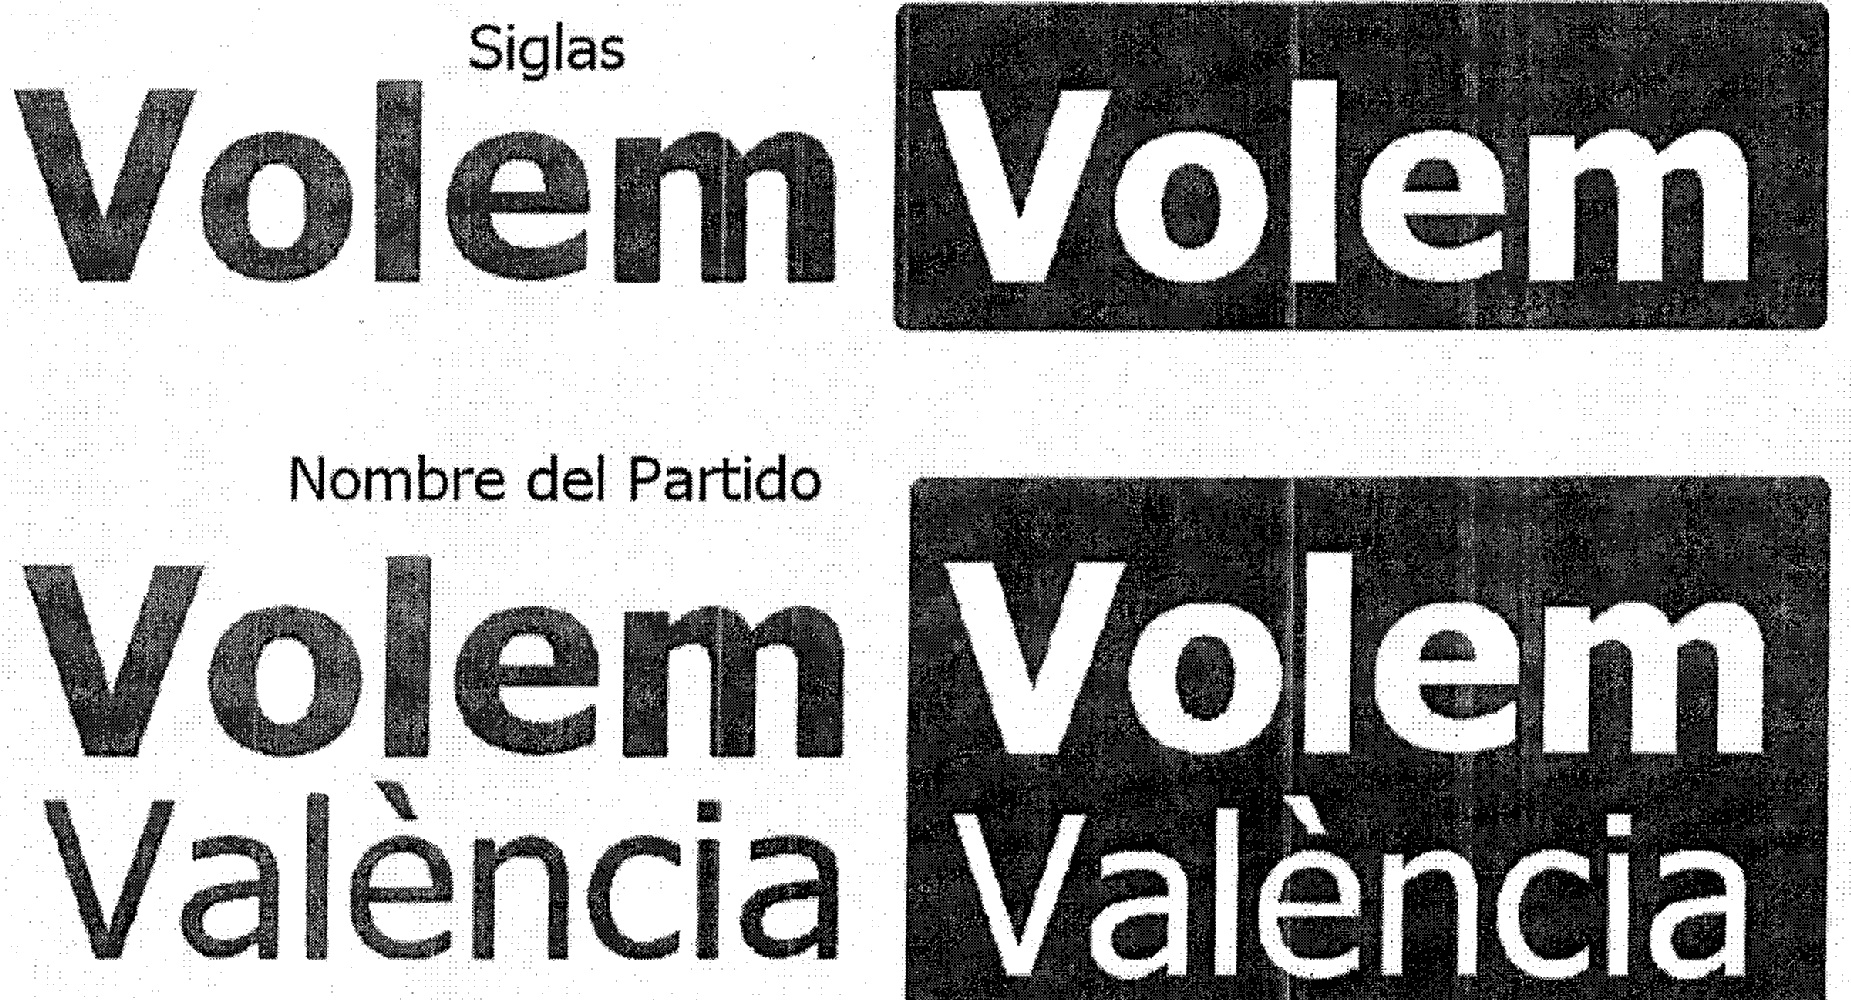 Siglas
Volem
Volem
Nombre del Partido
Volem
València
Volem
València